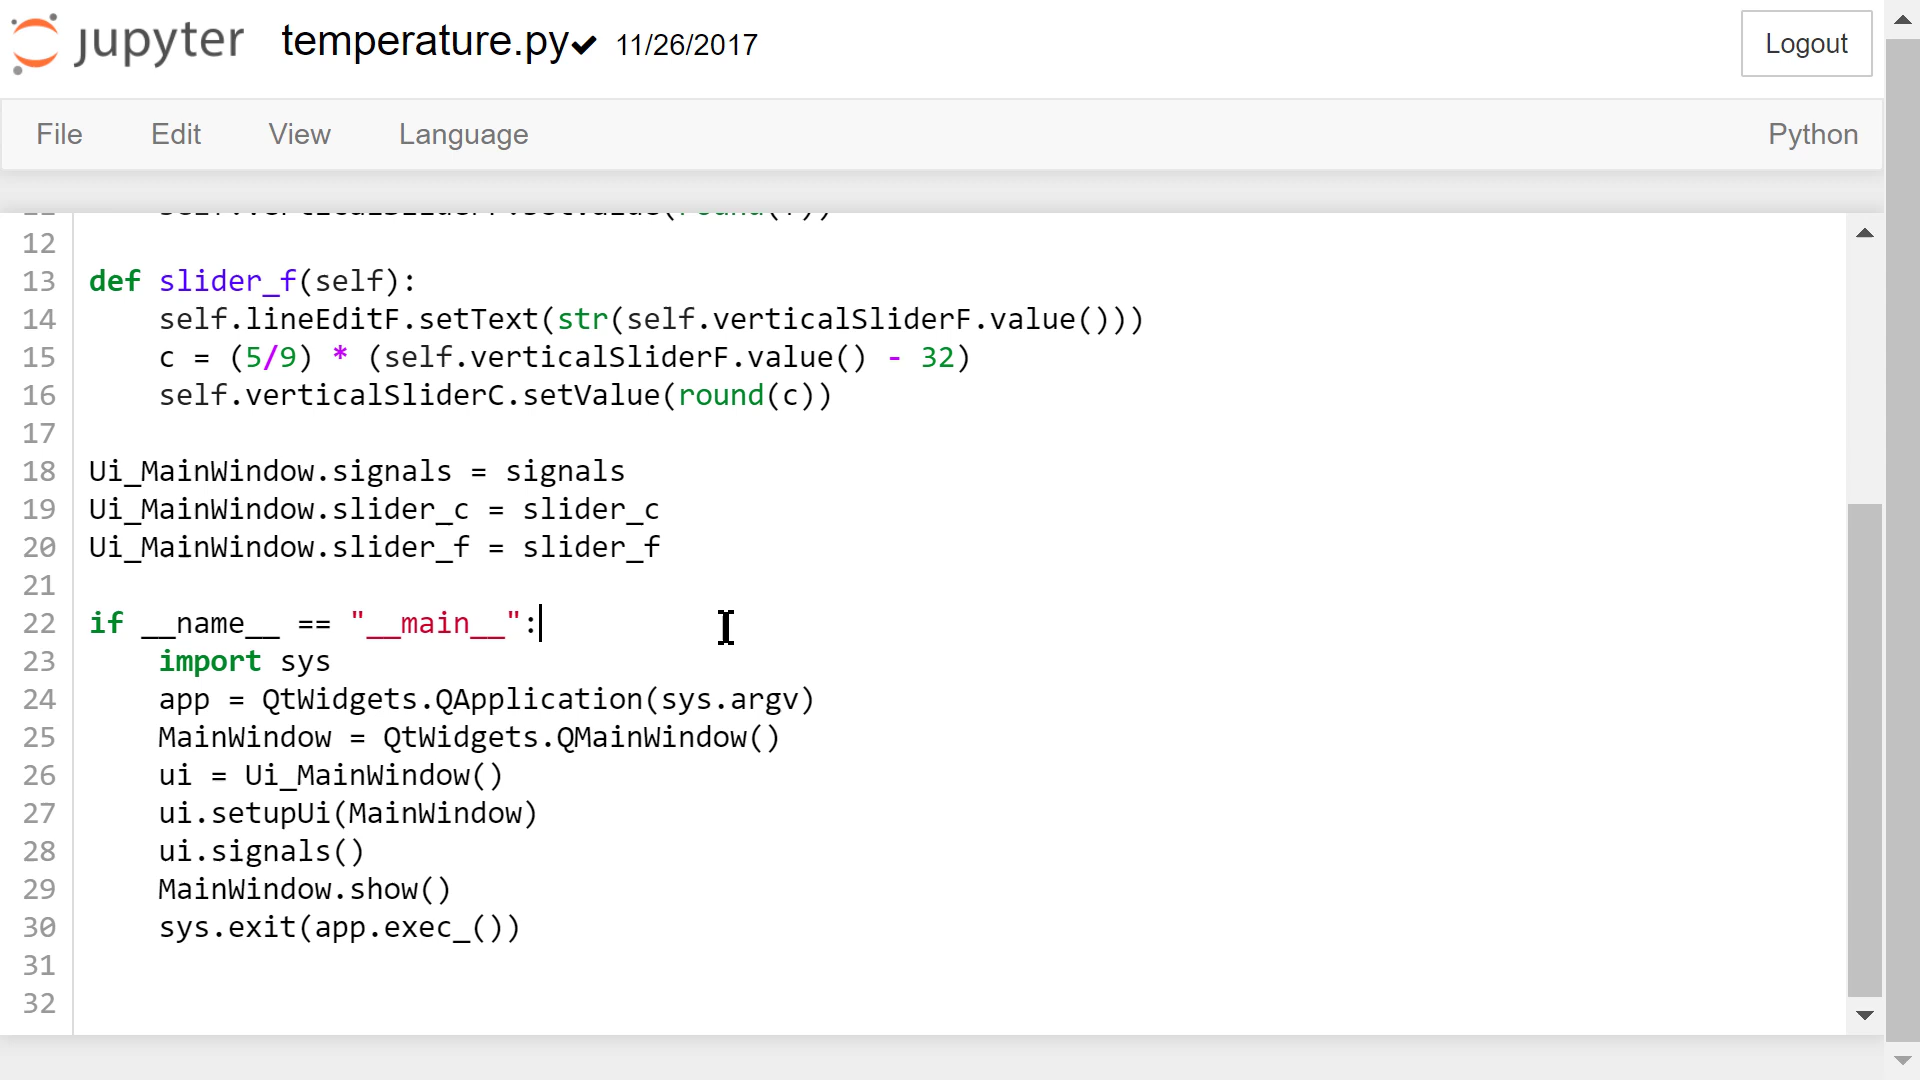 jupyter temperature.py✔ 11/26/2017 Logout
File Edit View Language Python
12
13 def slider_f(self):
14     self.lineEditF.setText(str(self.verticalSliderF.value()))
15     c = (5/9) * (self.verticalSliderF.value() - 32)
16     self.verticalSliderC.setValue(round(c))
17
18 Ui_MainWindow.signals = signals
19 Ui_MainWindow.slider_c = slider_c
20 Ui_MainWindow.slider_f = slider_f
21
22 if __name__ == "__main__":
23     import sys
24     app = QtWidgets.QApplication(sys.argv)
25     MainWindow = QtWidgets.QMainWindow()
26     ui = Ui_MainWindow()
27     ui.setupUi(MainWindow)
28     ui.signals()
29     MainWindow.show()
30     sys.exit(app.exec_())
31
32